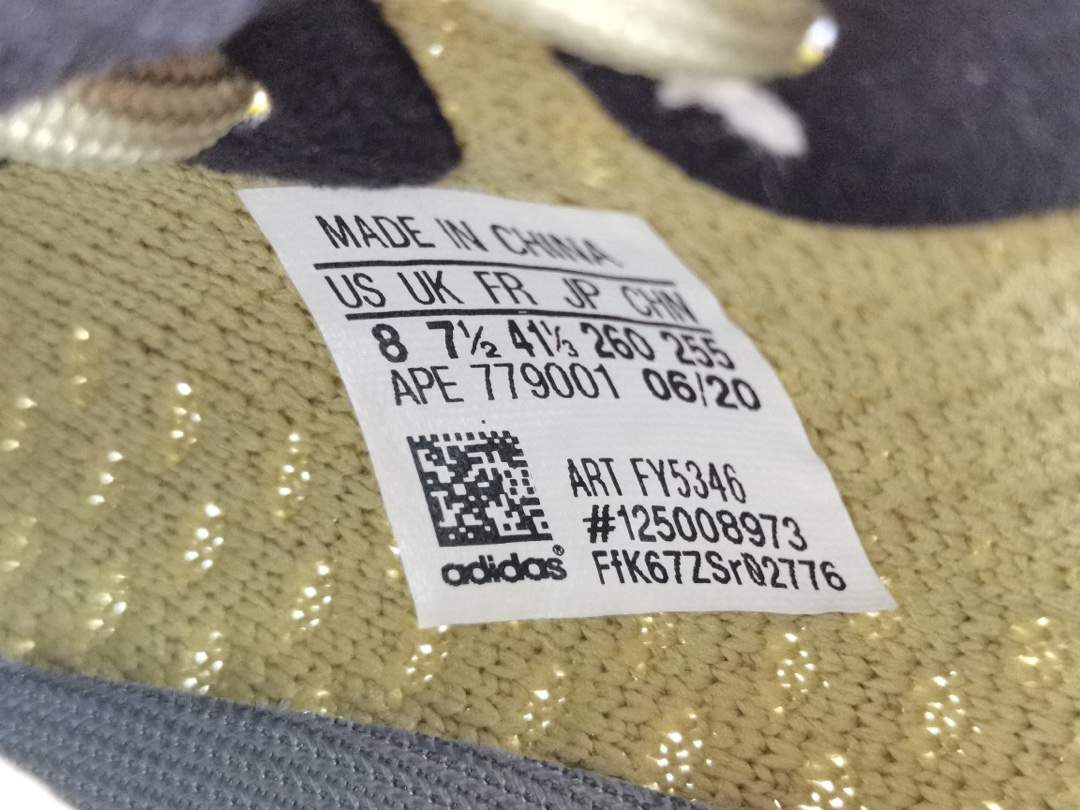 MADE IN CHINA
US UK FR JP CHN
8 7½ 41⅓ 260 255
APE 779001 06/20
ART FY5346
#125008973
adidas® FfK67ZSr02776